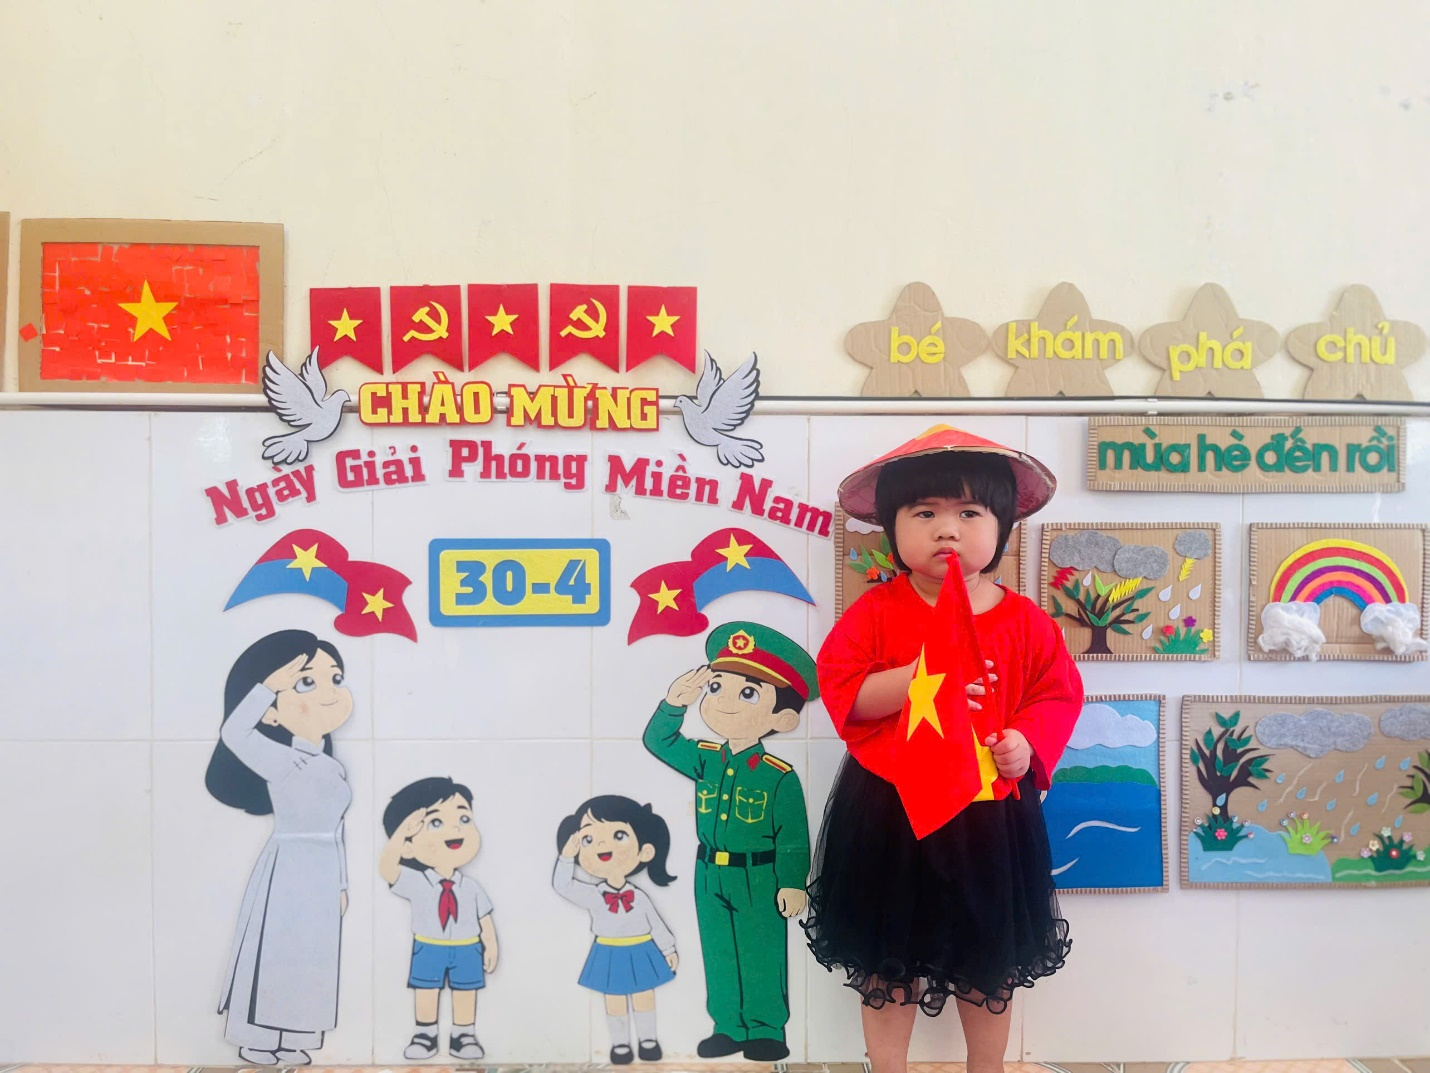 CHÀO MỪNG
Ngày Giải Phóng Miền Nam
30-4
bé khám phá chủ
mùa hè đến rồi